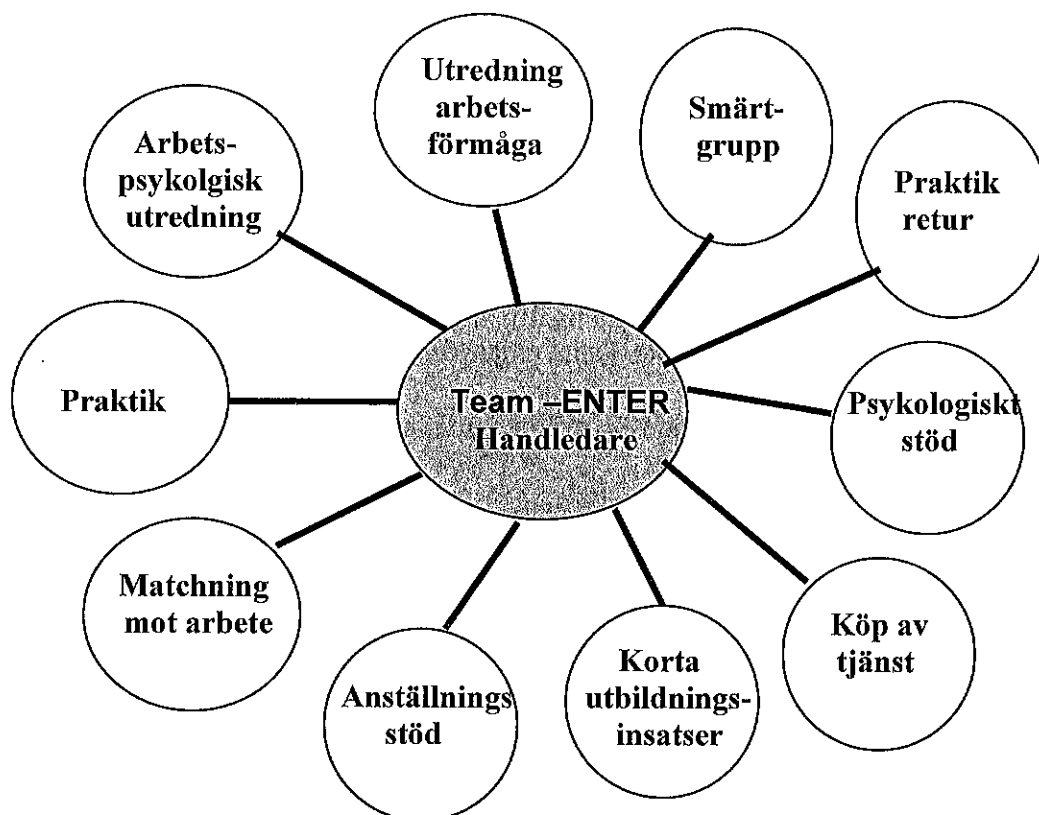 Utredning
arbets-
förmåga
Smärt-
grupp
Arbets-
psykolgisk
utredning
Praktik
retur
Praktik
Team –ENTER
Handledare
Psykologiskt
stöd
Matchning
mot arbete
Anställnings
stöd
Korta
utbildnings-
insatser
Köp av
tjänst